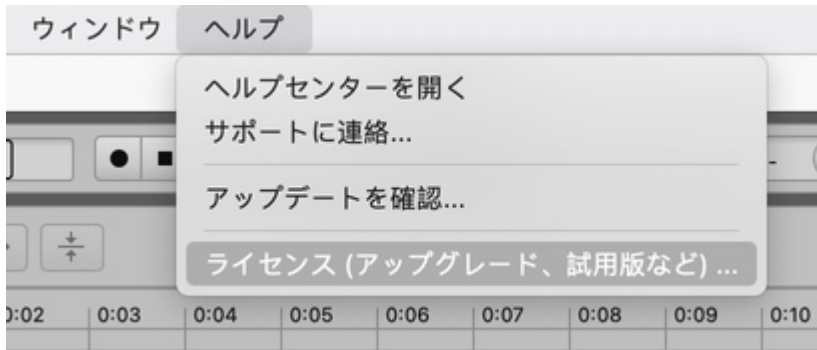 ウィンドウ ヘルプ
ヘルプセンターを開く
サポートに連絡...
アップデートを確認...
ライセンス (アップグレード、試用版など) ...
0:02 0:03 0:04 0:05 0:06 0:07 0:08 0:09 0:10